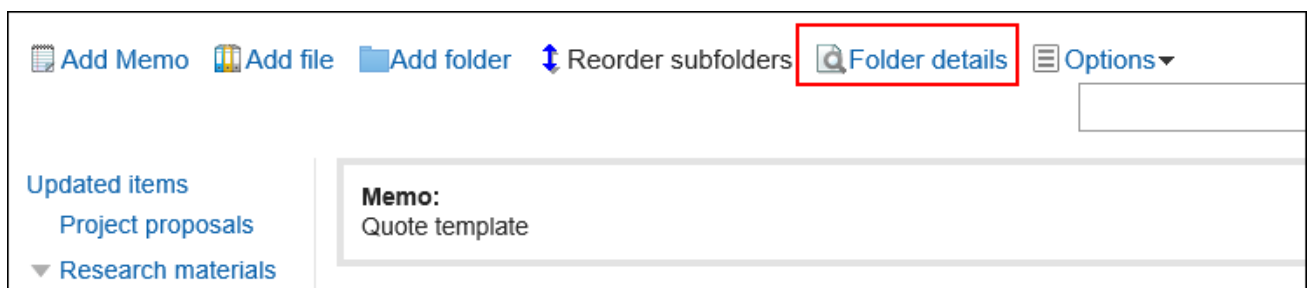 Add Memo Add file Add folder Reorder subfolders Folder details Options
Updated items
Project proposals
Research materials
Memo:
Quote template